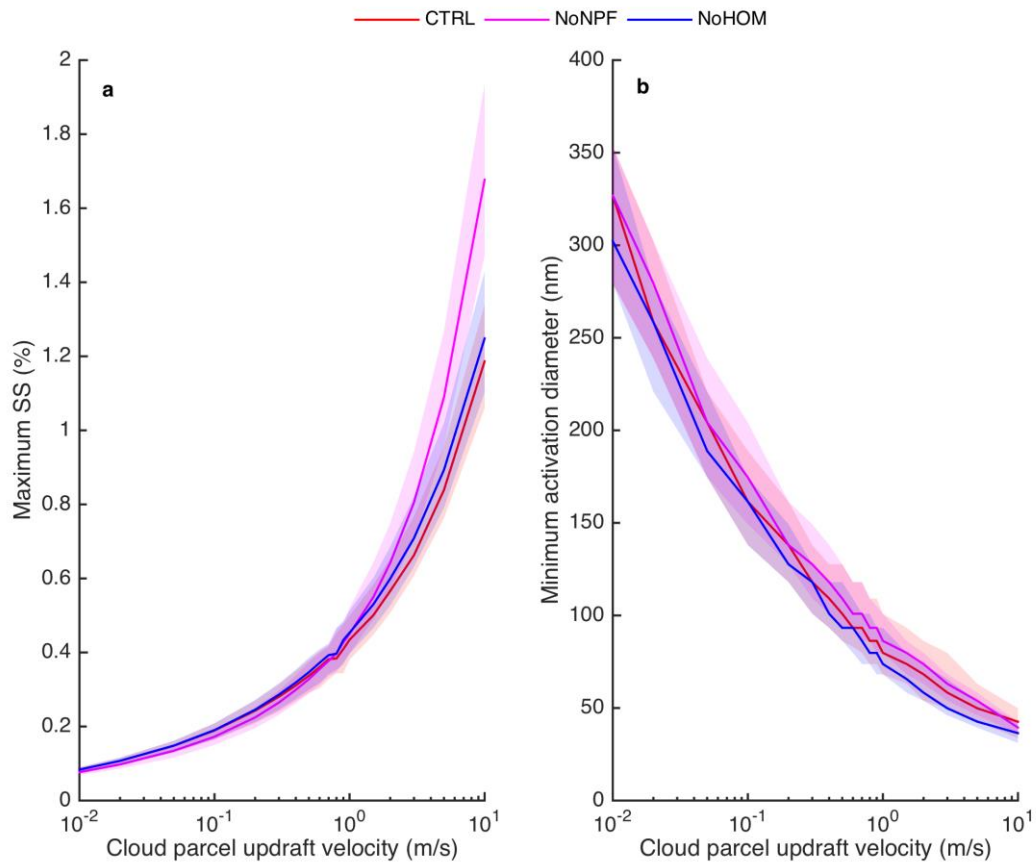 CTRL NoNPF NoHOM
a
Maximum SS (%)
2
1.8
1.6
1.4
1.2
1
0.8
0.6
0.4
0.2
0
10^-2 10^-1 10^0 10^1
Cloud parcel updraft velocity (m/s)
b
Minimum activation diameter (nm)
400
350
300
250
200
150
100
50
0
10^-2 10^-1 10^0 10^1
Cloud parcel updraft velocity (m/s)